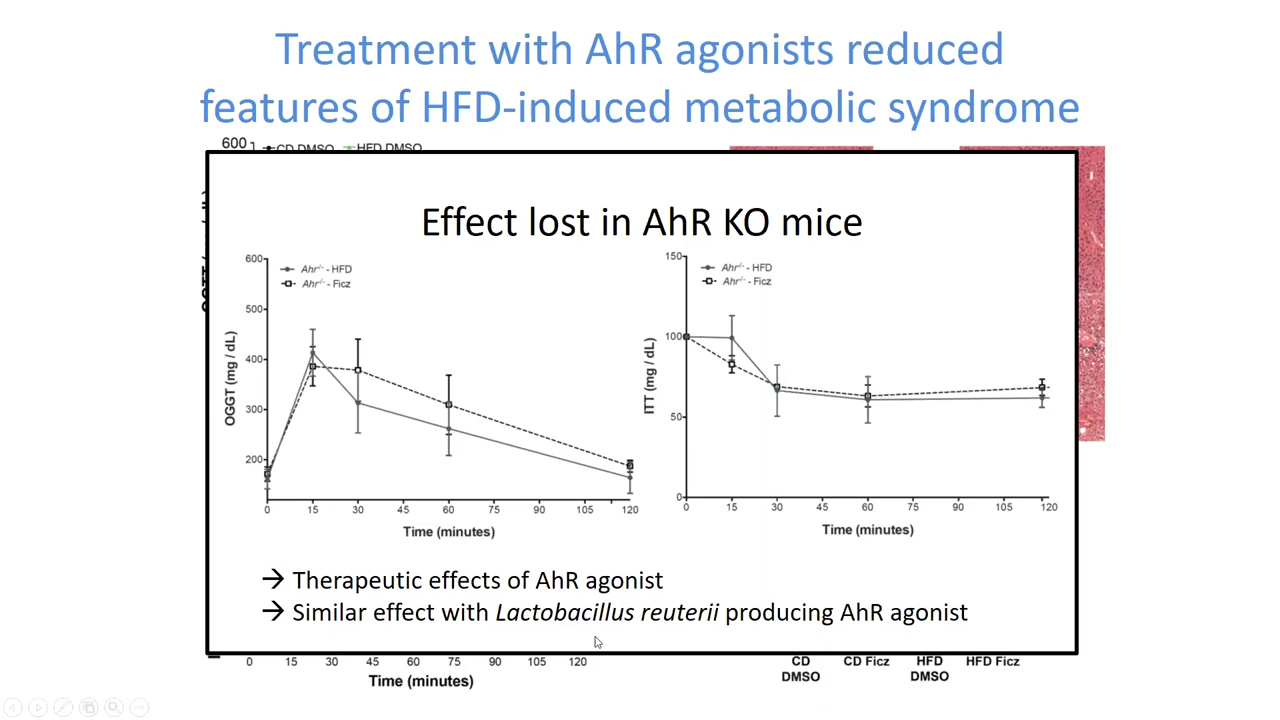 Treatment with AhR agonists reduced
features of HFD-induced metabolic syndrome
600
CD DMSO HFD DMSO
Effect lost in AhR KO mice
600
500
400
300
200
OGGT (mg / dL)
Ahr-/- - HFD
Ahr-/- - Ficz
0 15 30 45 60 75 90 105 120
Time (minutes)
150
100
50
0
ITT (mg / dL)
Ahr-/- - HFD
Ahr-/- - Ficz
0 15 30 45 60 75 90 105 120
Time (minutes)
→ Therapeutic effects of AhR agonist
→ Similar effect with Lactobacillus reuterii producing AhR agonist
0 15 30 45 60 75 90 105 120
Time (minutes)
CD DMSO
CD Ficz
HFD DMSO
HFD Ficz